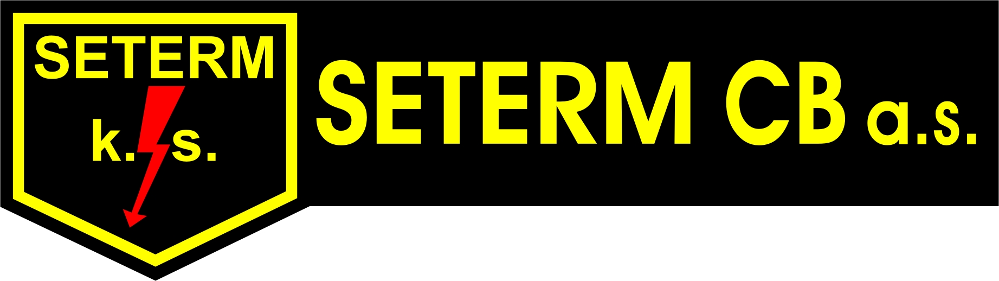 SETERM
k. s.
SETERM CB a.s.